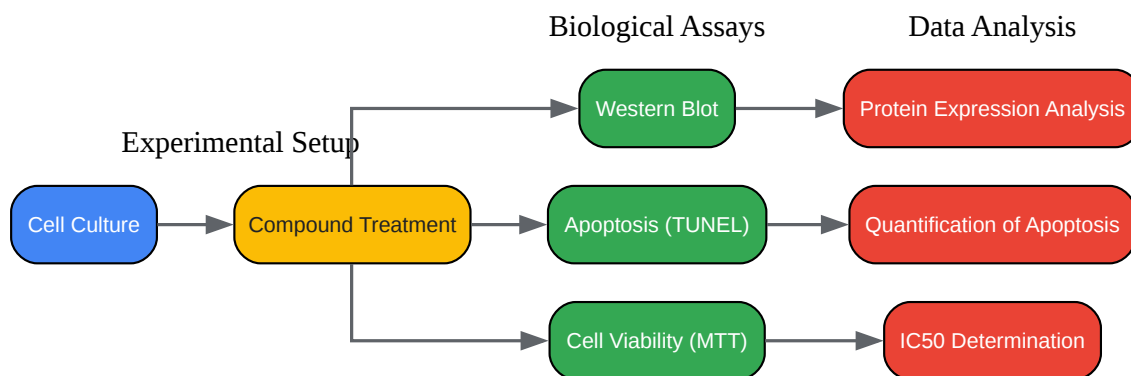 Biological Assays
Data Analysis
Western Blot
Protein Expression Analysis
Experimental Setup
Cell Culture
Compound Treatment
Apoptosis (TUNEL)
Quantification of Apoptosis
Cell Viability (MTT)
IC50 Determination